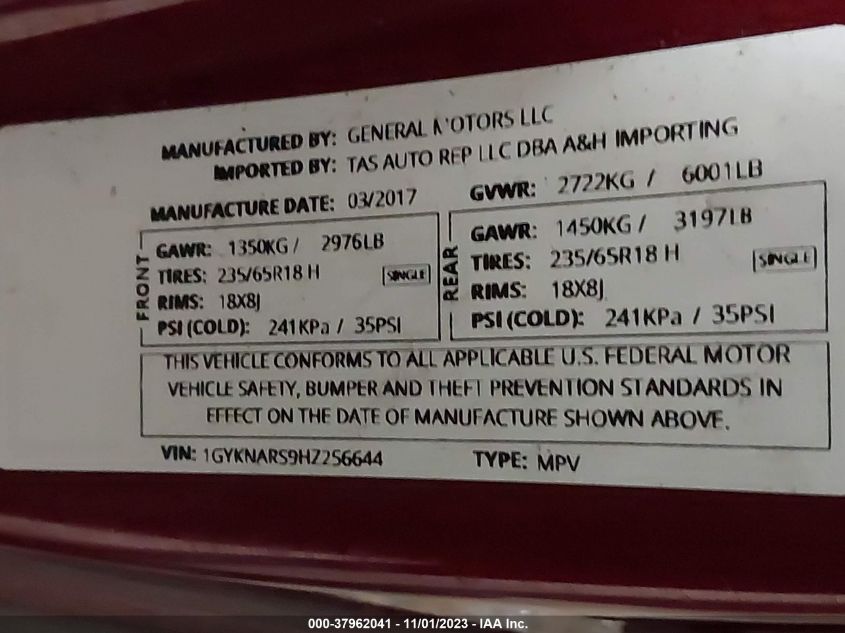 MANUFACTURED BY: GENERAL MOTORS LLC
IMPORTED BY: TAS AUTO REP LLC DBA A&H IMPORTING
MANUFACTURE DATE: 03/2017 GVWR: 2722KG / 6001LB
FRONT
GAWR: 1350KG / 2976LB
TIRES: 235/65R18 H SINGLE
RIMS: 18X8J
PSI (COLD): 241KPa / 35PSI
REAR
GAWR: 1450KG / 3197LB
TIRES: 235/65R18 H SINGLE
RIMS: 18X8J
PSI (COLD): 241KPa / 35PSI
THIS VEHICLE CONFORMS TO ALL APPLICABLE U.S. FEDERAL MOTOR
VEHICLE SAFETY, BUMPER AND THEFT PREVENTION STANDARDS IN
EFFECT ON THE DATE OF MANUFACTURE SHOWN ABOVE.
VIN: 1GYKNARS9HZ256644 TYPE: MPV
000-37962041 - 11/01/2023 - IAA Inc.